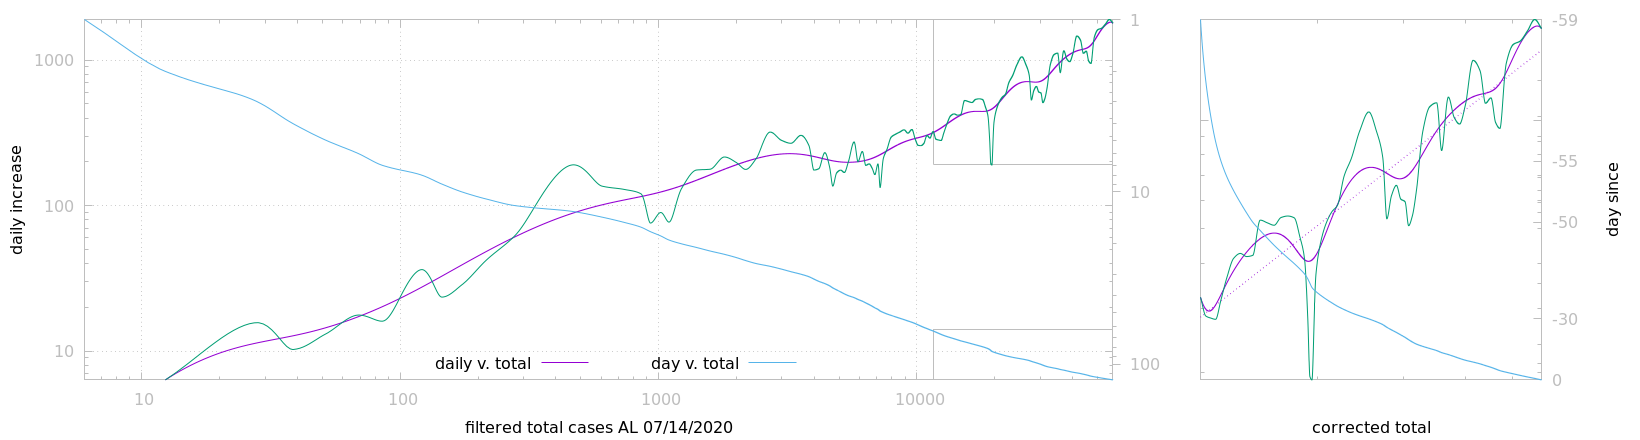 1000
100
10
daily increase
10
100
1000
10000
filtered total cases AL 07/14/2020
daily v. total
day v. total
1
10
100
-59
-55
-50
-30
0
day since
corrected total